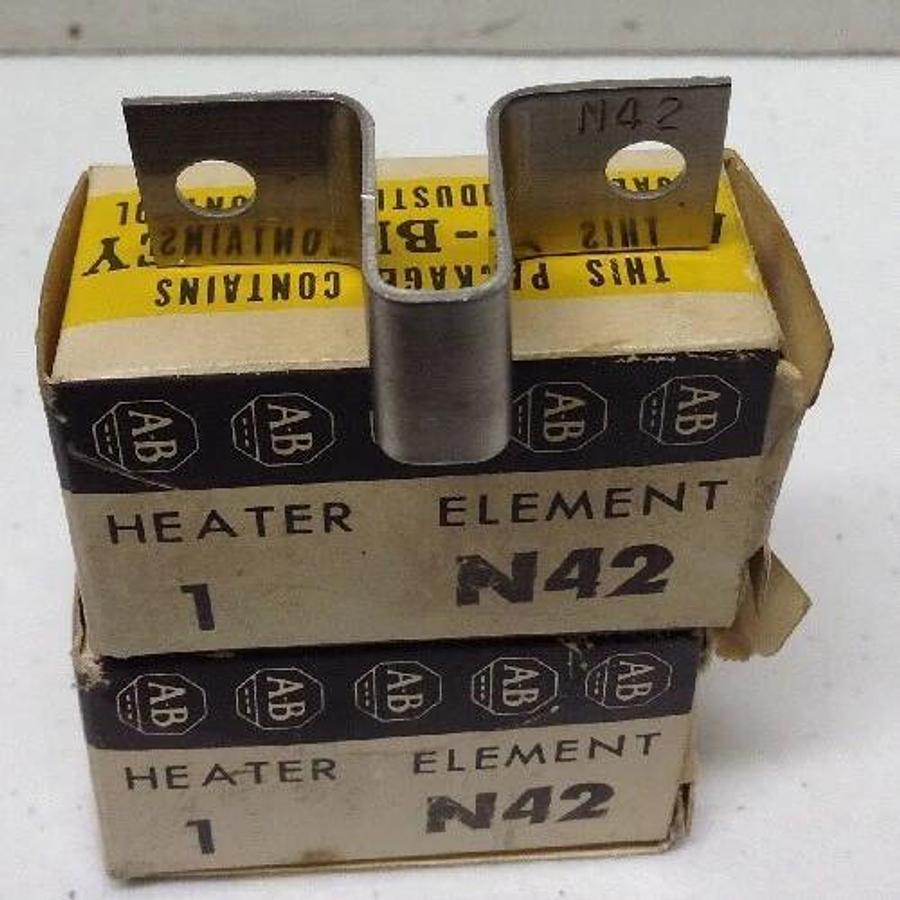 N42
THIS PACKAGE CONTAINS
AB AB AB AB
HEATER ELEMENT
1 N42
AB AB AB AB AB
HEATER ELEMENT
1 N42